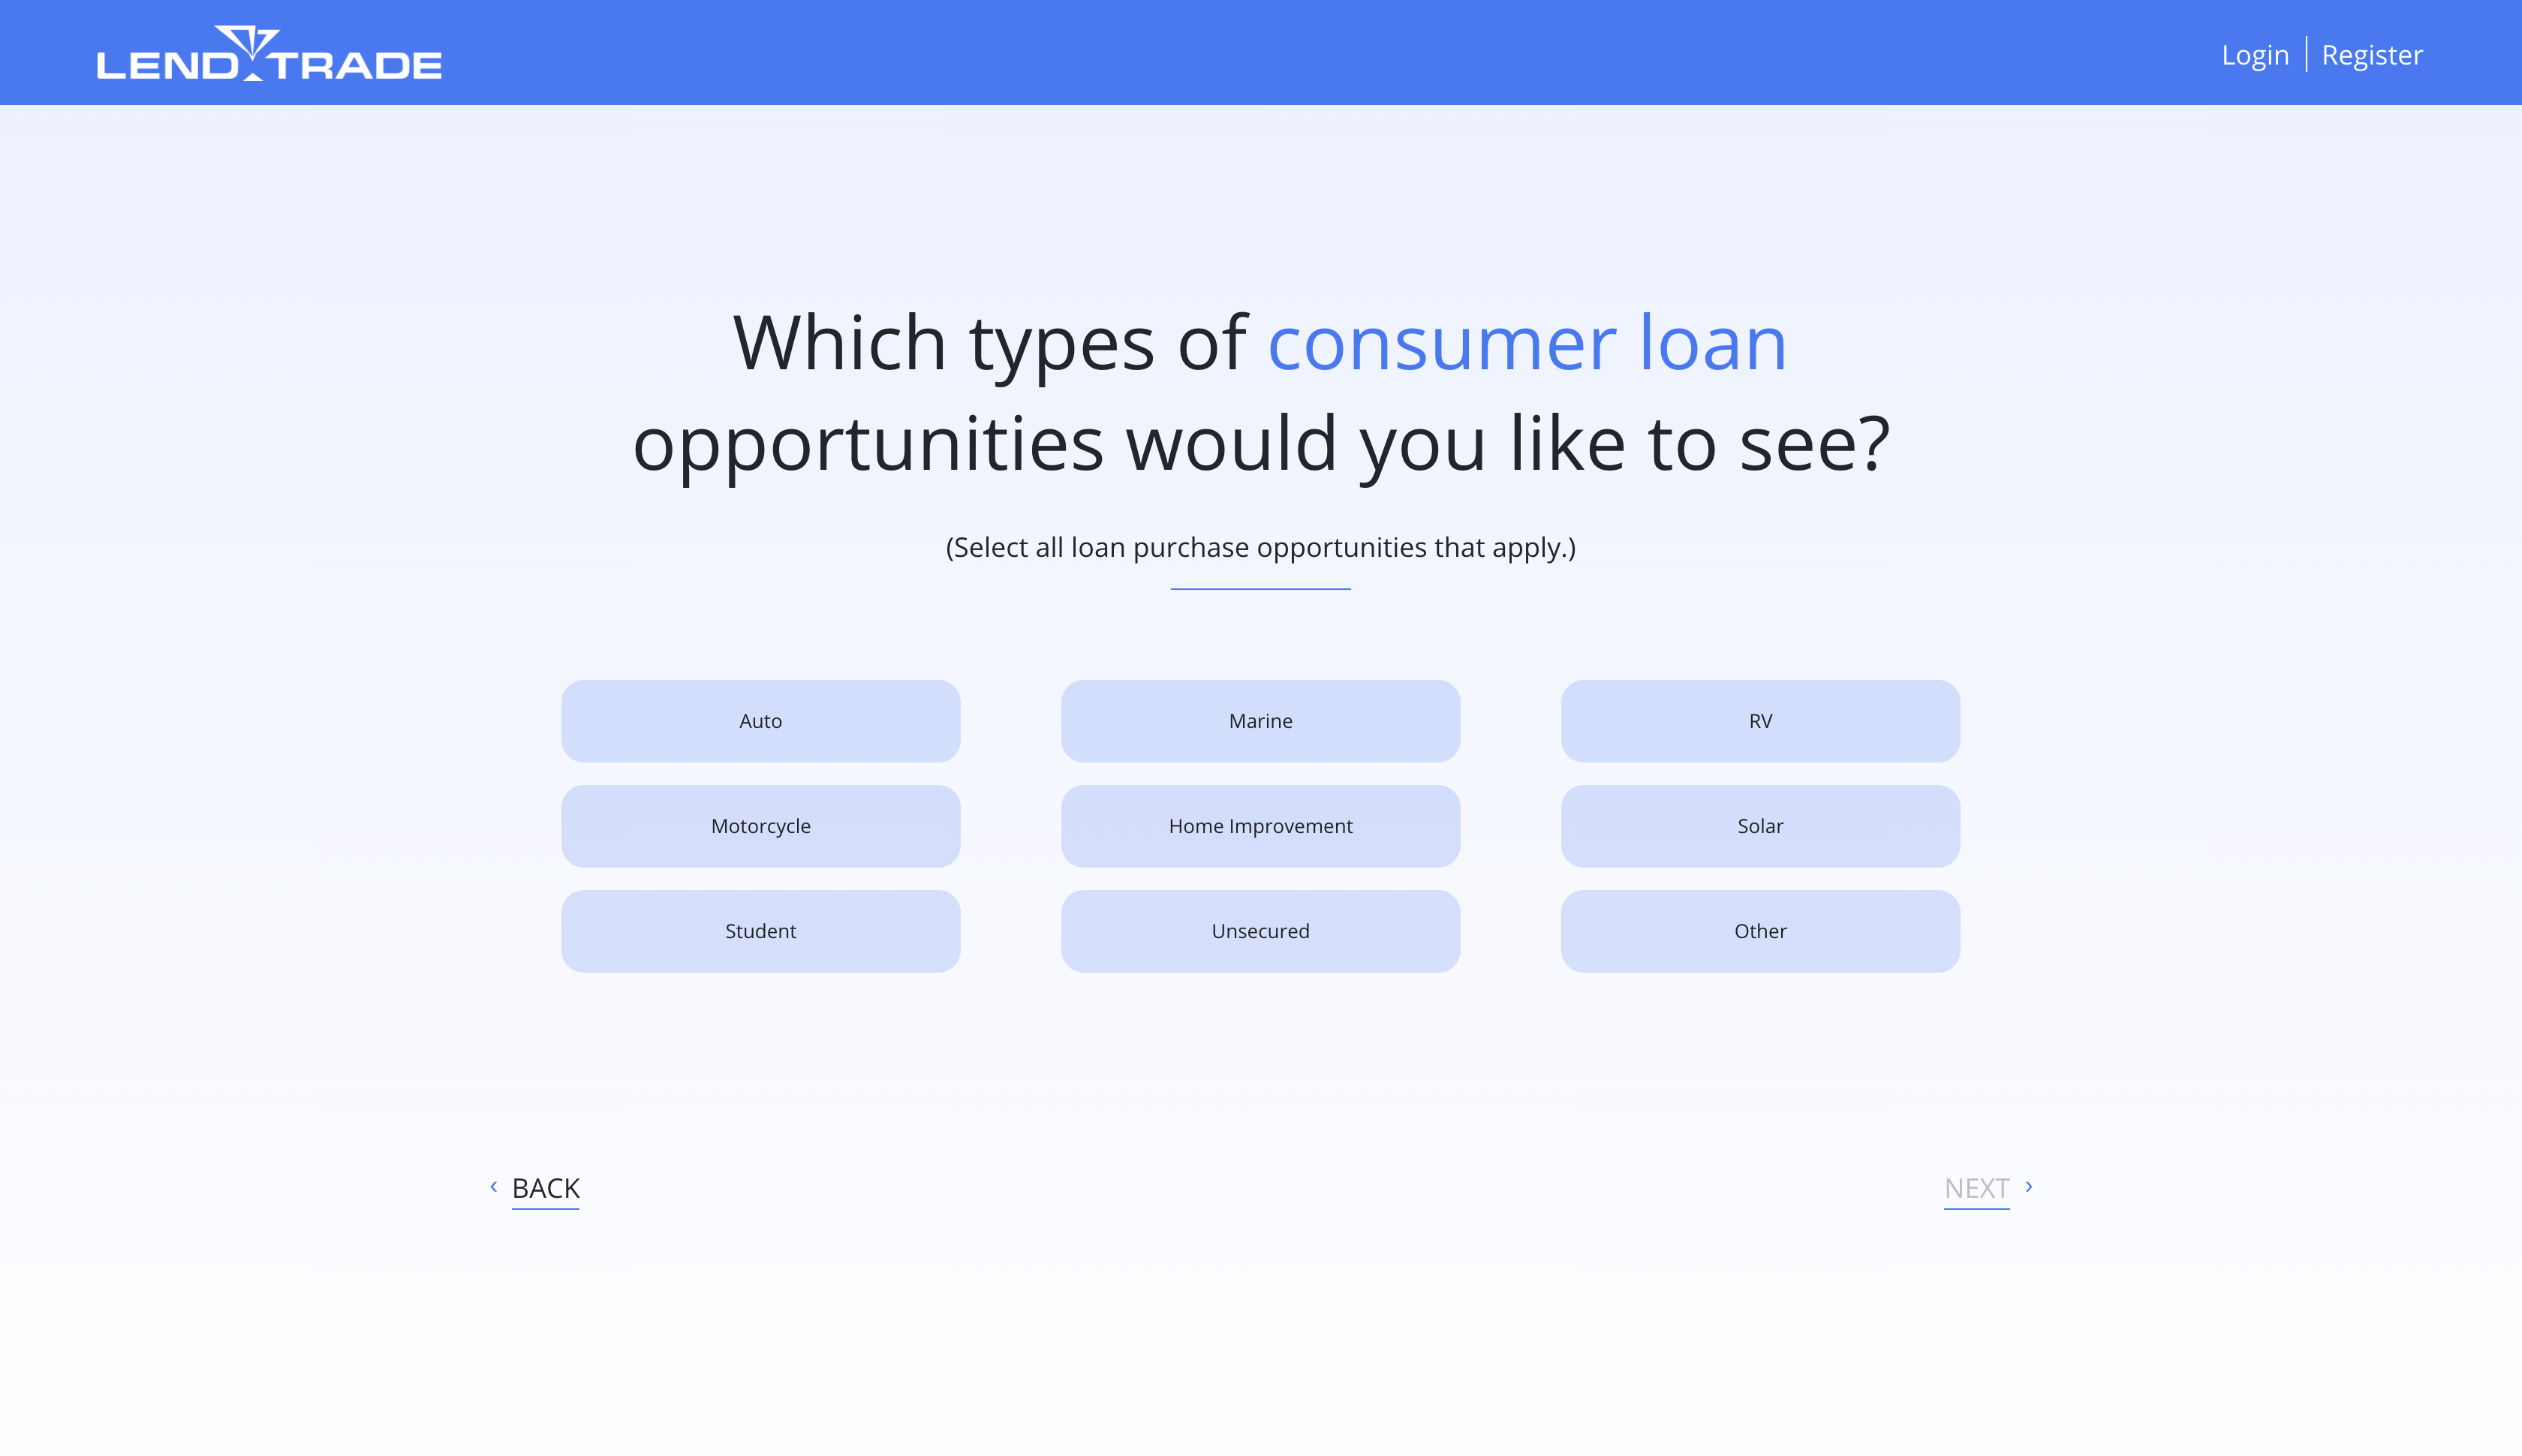 LENDTRADE
Login
Register
Which types of consumer loan
opportunities would you like to see?
(Select all loan purchase opportunities that apply.)
Auto
Marine
RV
Motorcycle
Home Improvement
Solar
Student
Unsecured
Other
‹ BACK
NEXT ›